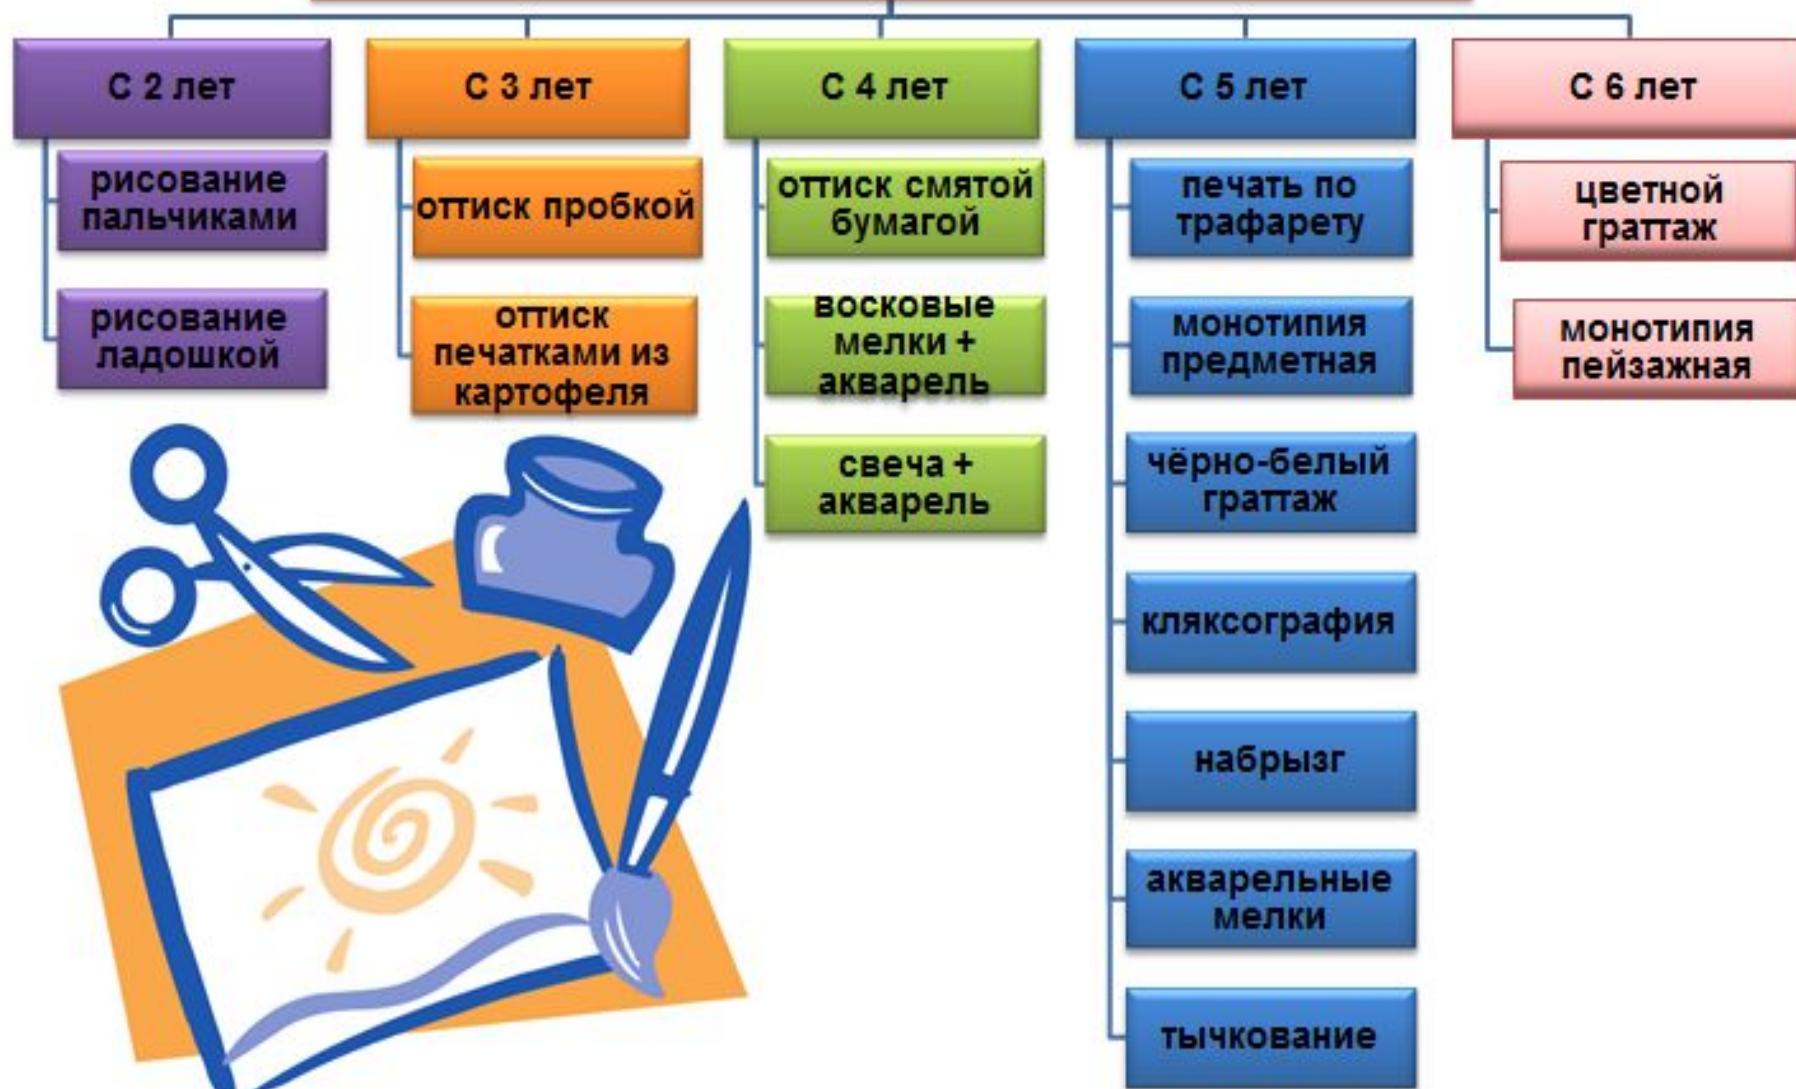 С 2 лет
рисование
пальчиками
рисование
ладошкой
С 3 лет
оттиск пробкой
оттиск
печатками из
картофеля
С 4 лет
оттиск смятой
бумагой
восковые
мелки +
акварель
свеча +
акварель
С 5 лет
печать по
трафарету
монотипия
предметная
чёрно-белый
граттаж
кляксография
набрызг
акварельные
мелки
тычкование
С 6 лет
цветной
граттаж
монотипия
пейзажная